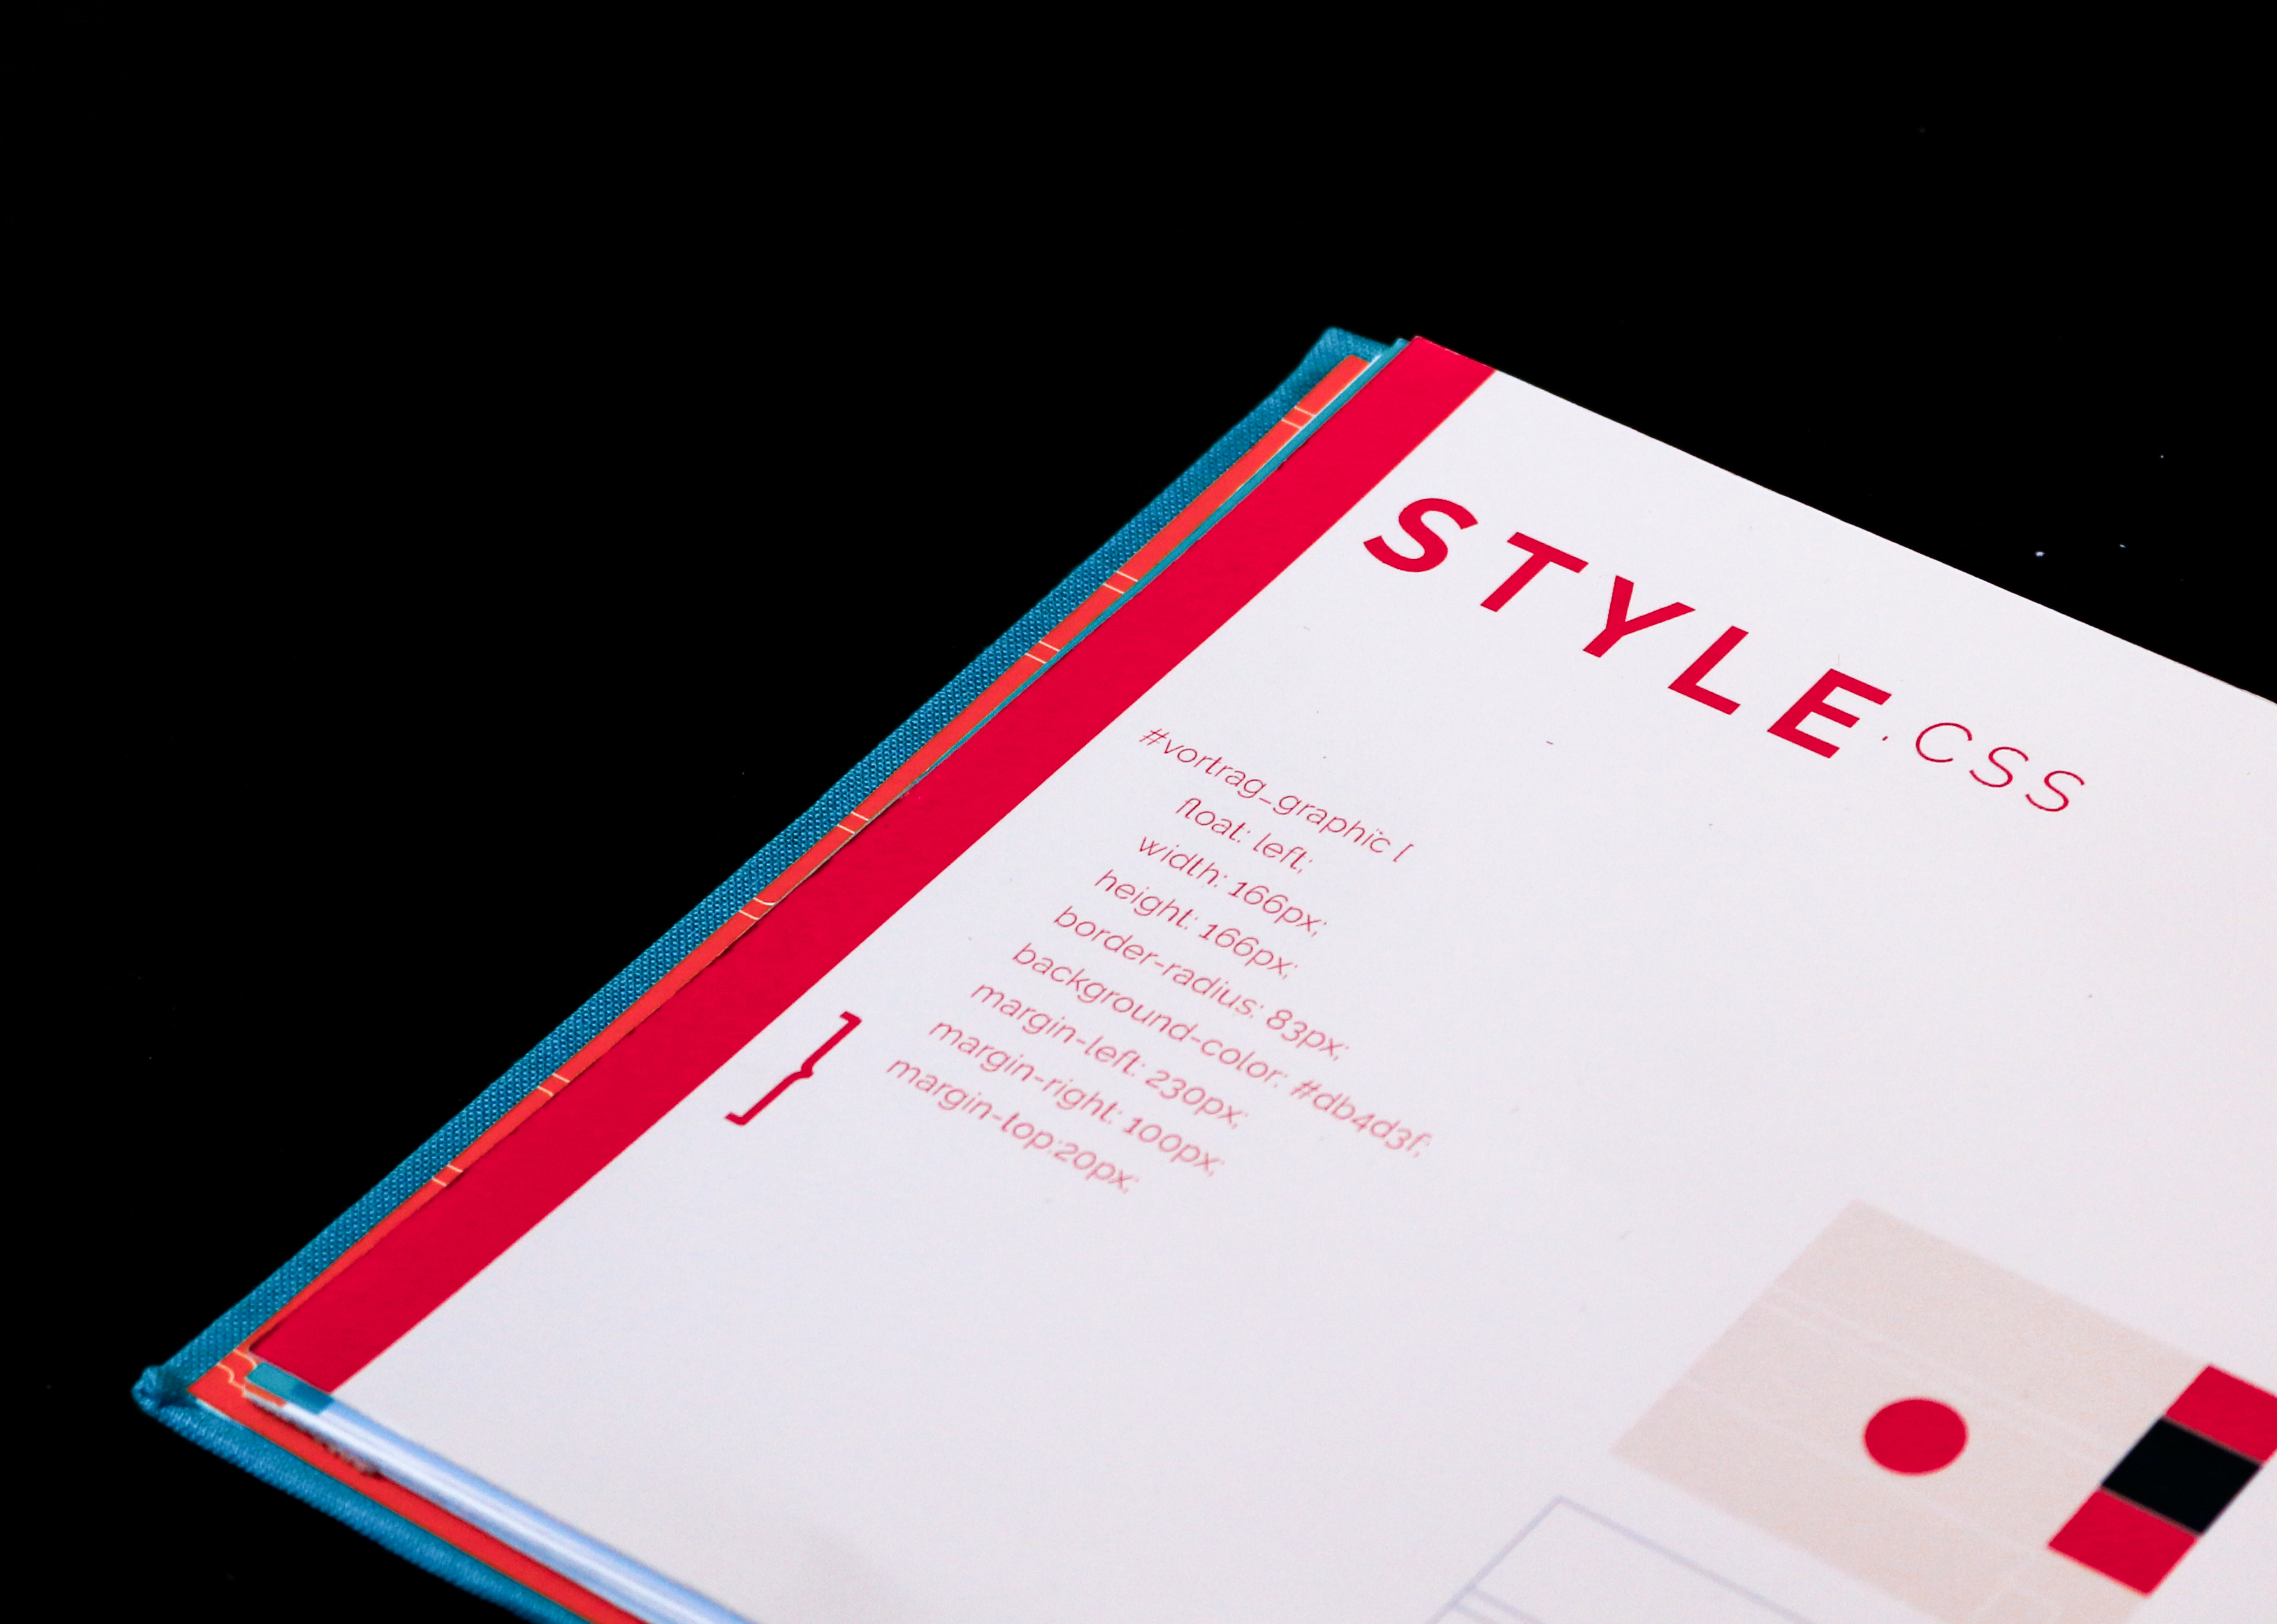 STYLE.CSS
#vortrag_graphic {
float: left;
width: 166px;
height: 166px;
border-radius: 83px;
background-color: #db4d3f;
margin-left: 230px;
margin-right: 100px;
margin-top:20px;
}